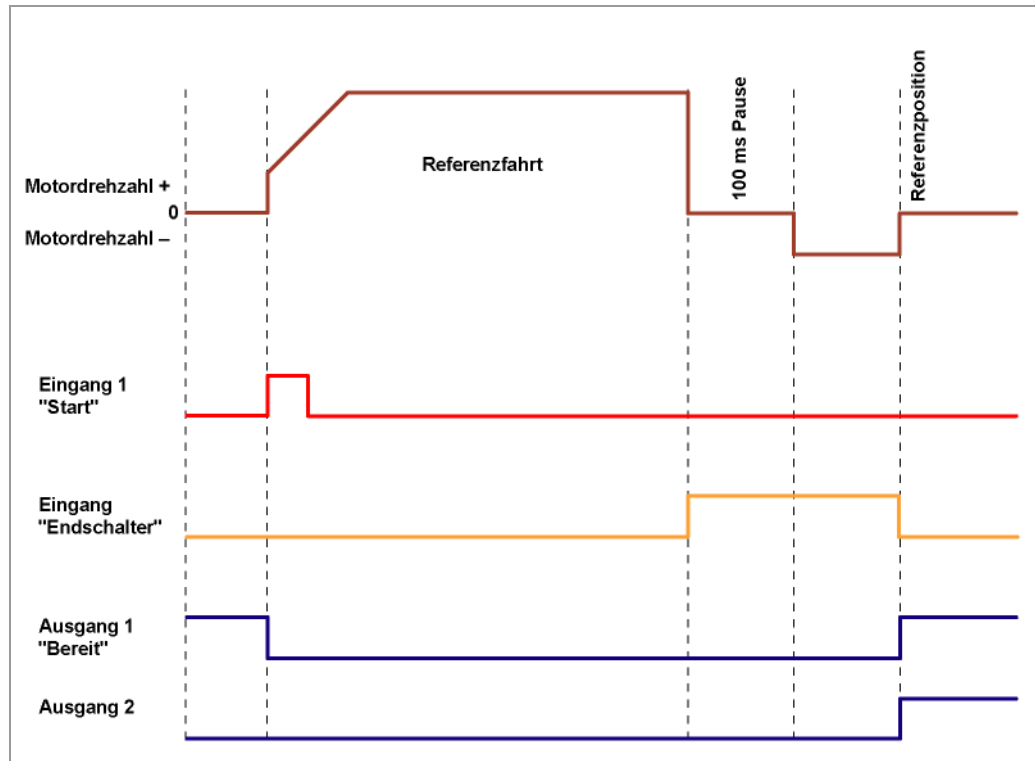 100 ms Pause
Referenzposition
Referenzfahrt
Motordrehzahl +
0
Motordrehzahl –
Eingang 1
"Start"
Eingang
"Endschalter"
Ausgang 1
"Bereit"
Ausgang 2